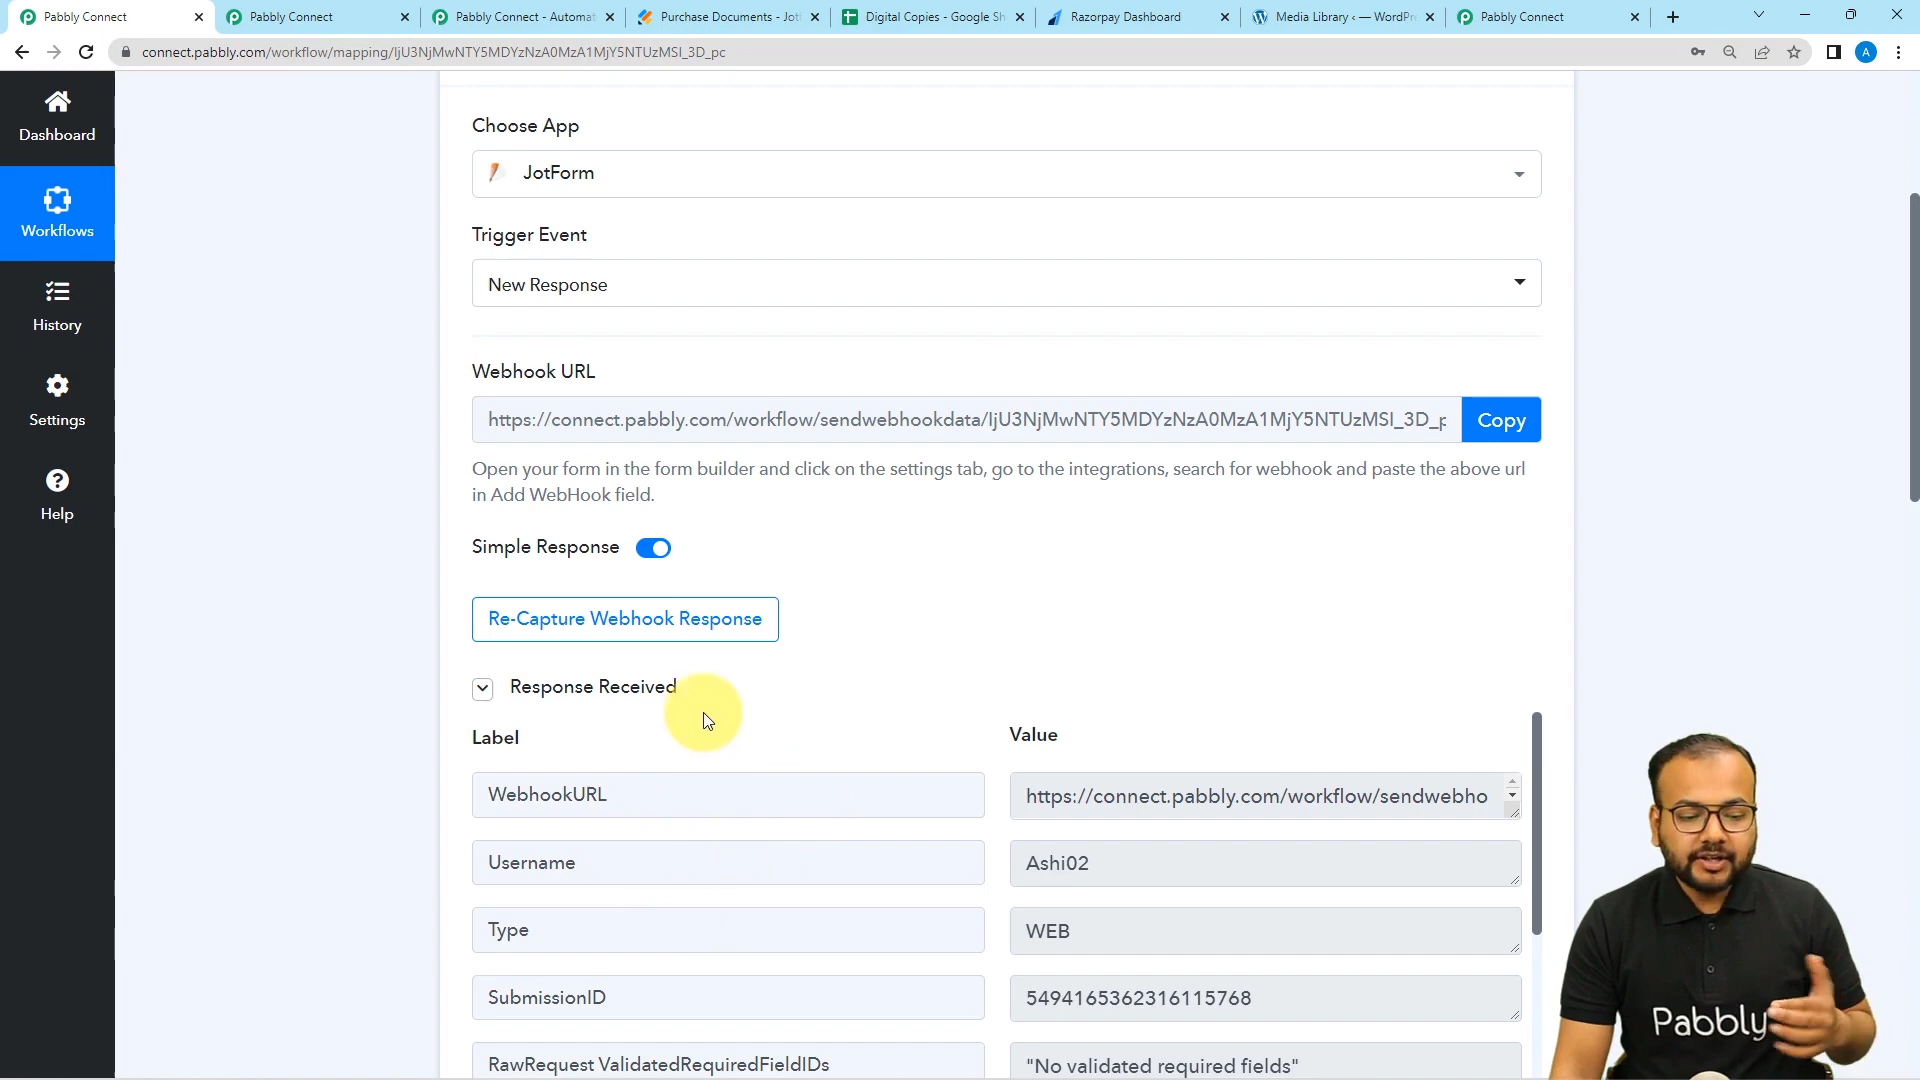 Pabbly Connect
Pabbly Connect
Pabbly Connect - Automat
Purchase Documents - Jotf
Digital Copies - Google Sh
Razorpay Dashboard
Media Library ‹ — WordPre
Pabbly Connect
connect.pabbly.com/workflow/mapping/IjU3NjMwNTY5MDYzNzA0MzA1MjY5NTUzMSI_3D_pc
A
Dashboard
Workflows
History
Settings
Help
Choose App
JotForm
Trigger Event
New Response
Webhook URL
https://connect.pabbly.com/workflow/sendwebhookdata/IjU3NjMwNTY5MDYzNzA0MzA1MjY5NTUzMSI_3D_p
Copy
Open your form in the form builder and click on the settings tab, go to the integrations, search for webhook and paste the above url
in Add WebHook field.
Simple Response
Re-Capture Webhook Response
Response Received
Label
Value
WebhookURL
https://connect.pabbly.com/workflow/sendwebho
Username
Ashi02
Type
WEB
SubmissionID
5494165362316115768
RawRequest ValidatedRequiredFieldIDs
"No validated required fields"
Pabbly